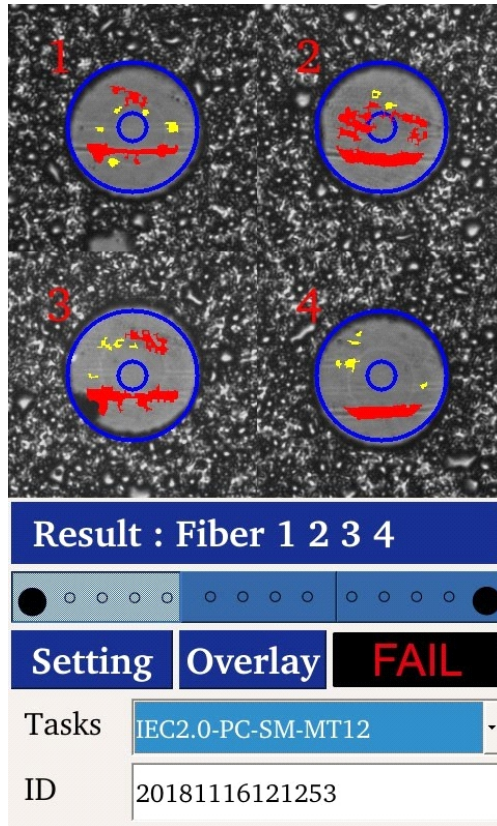 1 2
3 4
Result : Fiber 1 2 3 4
Setting Overlay FAIL
Tasks IEC2.0-PC-SM-MT12
ID 20181116121253